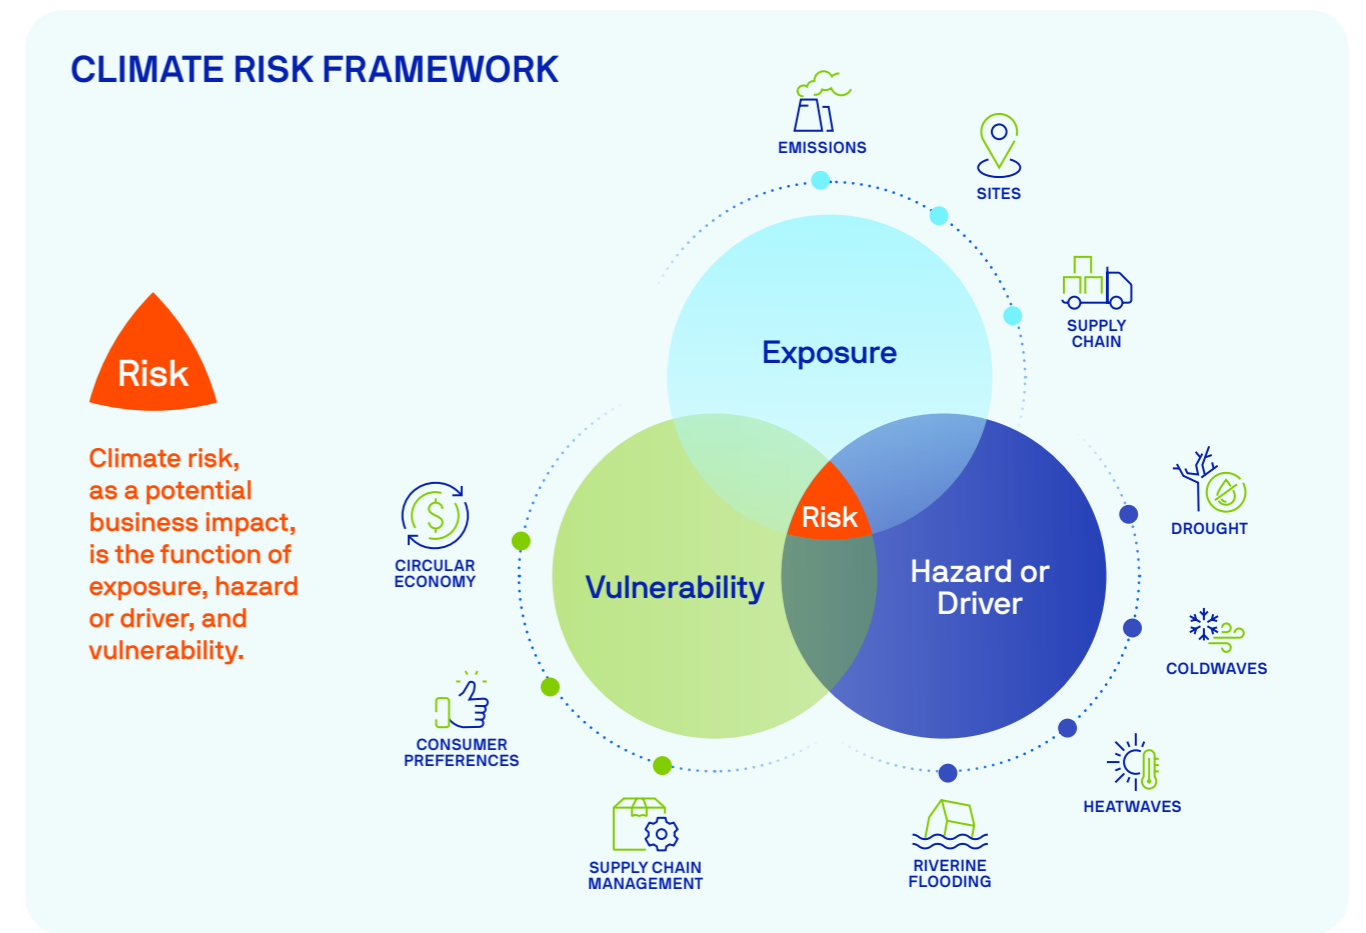 CLIMATE RISK FRAMEWORK
Risk
Climate risk,
as a potential
business impact,
is the function of
exposure, hazard
or driver, and
vulnerability.
EMISSIONS
SITES
SUPPLY
CHAIN
Exposure
Vulnerability
Risk
Hazard or
Driver
DROUGHT
COLDWAVES
HEATWAVES
RIVERINE
FLOODING
CIRCULAR
ECONOMY
CONSUMER
PREFERENCES
SUPPLY CHAIN
MANAGEMENT